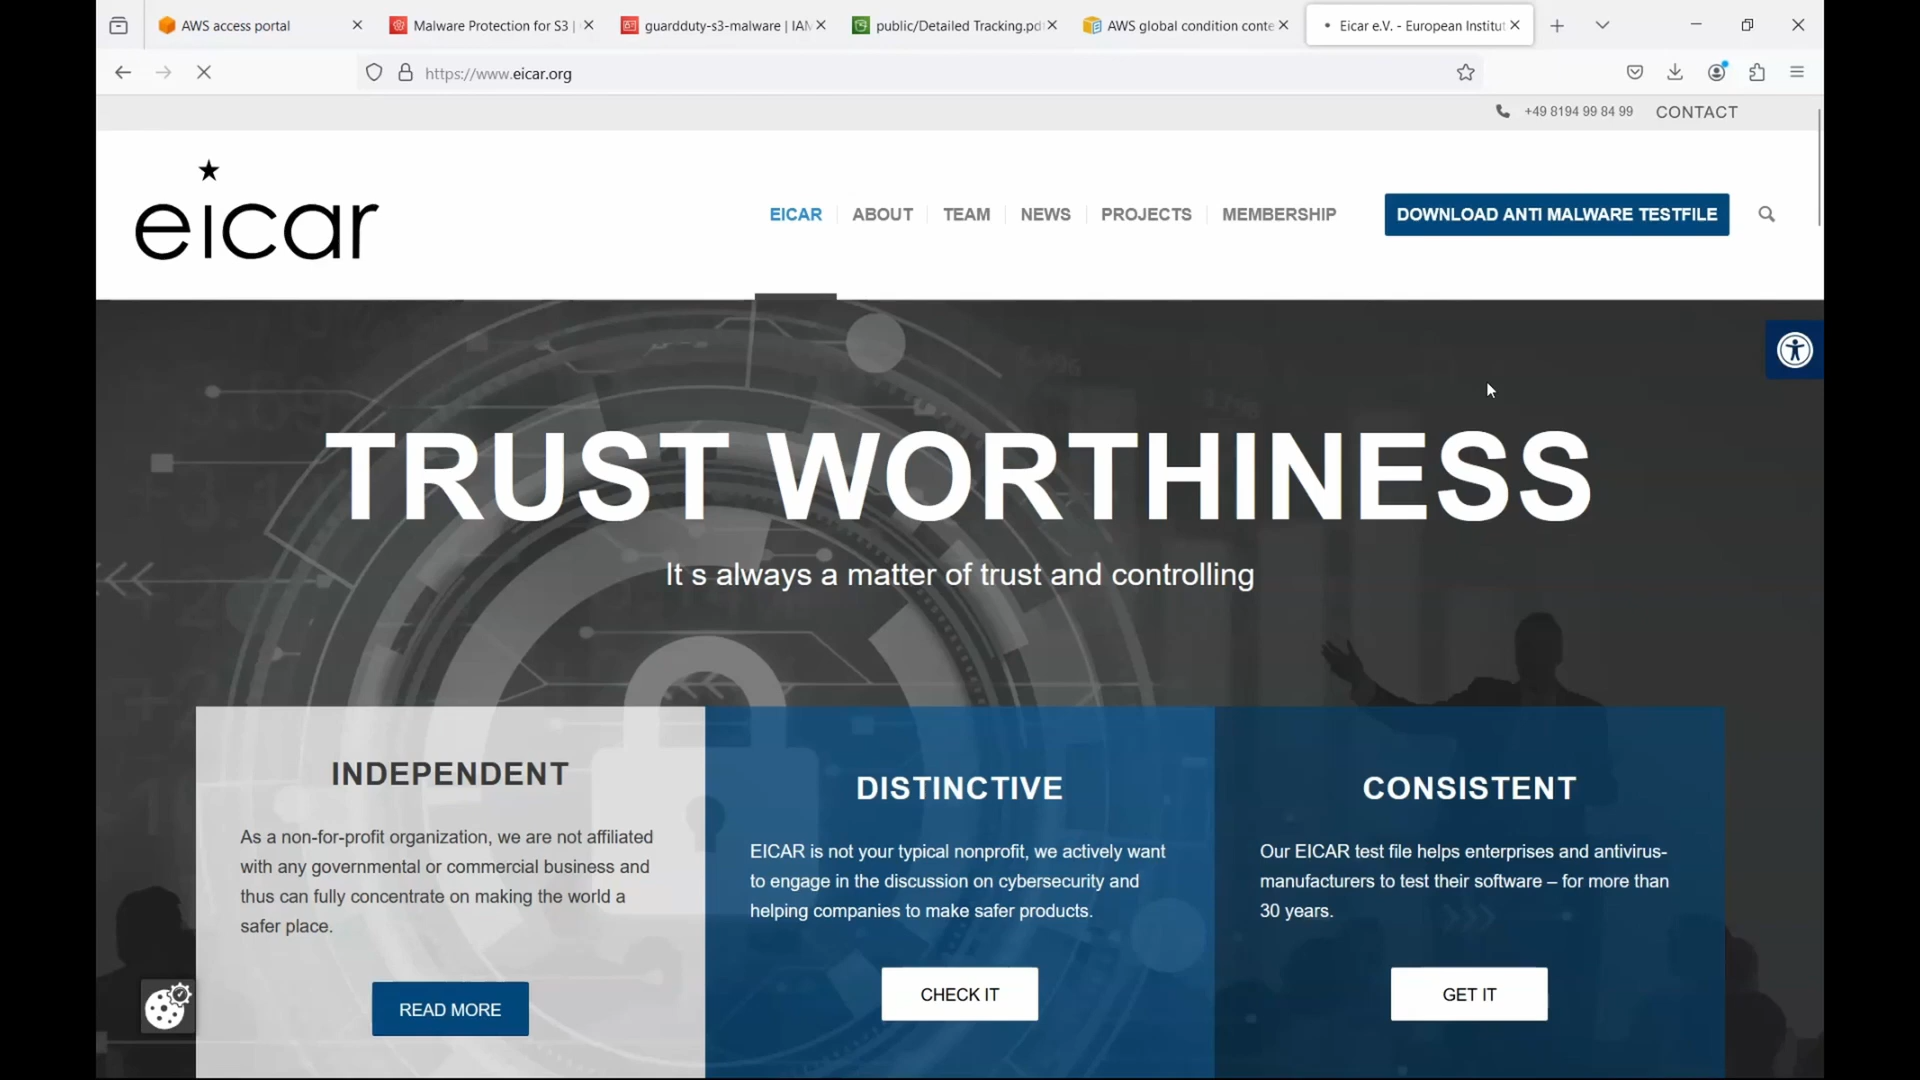 AWS access portal
Malware Protection for S3 |
guardduty-s3-malware | IAM
public/Detailed Tracking.pdf
AWS global condition conte
Eicar e.V. - European Institut
https://www.eicar.org
+49 8194 99 84 99 CONTACT
eicar
EICAR ABOUT TEAM NEWS PROJECTS MEMBERSHIP DOWNLOAD ANTI MALWARE TESTFILE
TRUST WORTHINESS
It s always a matter of trust and controlling
INDEPENDENT
As a non-for-profit organization, we are not affiliated
with any governmental or commercial business and
thus can fully concentrate on making the world a
safer place.
READ MORE
DISTINCTIVE
EICAR is not your typical nonprofit, we actively want
to engage in the discussion on cybersecurity and
helping companies to make safer products.
CHECK IT
CONSISTENT
Our EICAR test file helps enterprises and antivirus-
manufacturers to test their software – for more than
30 years.
GET IT